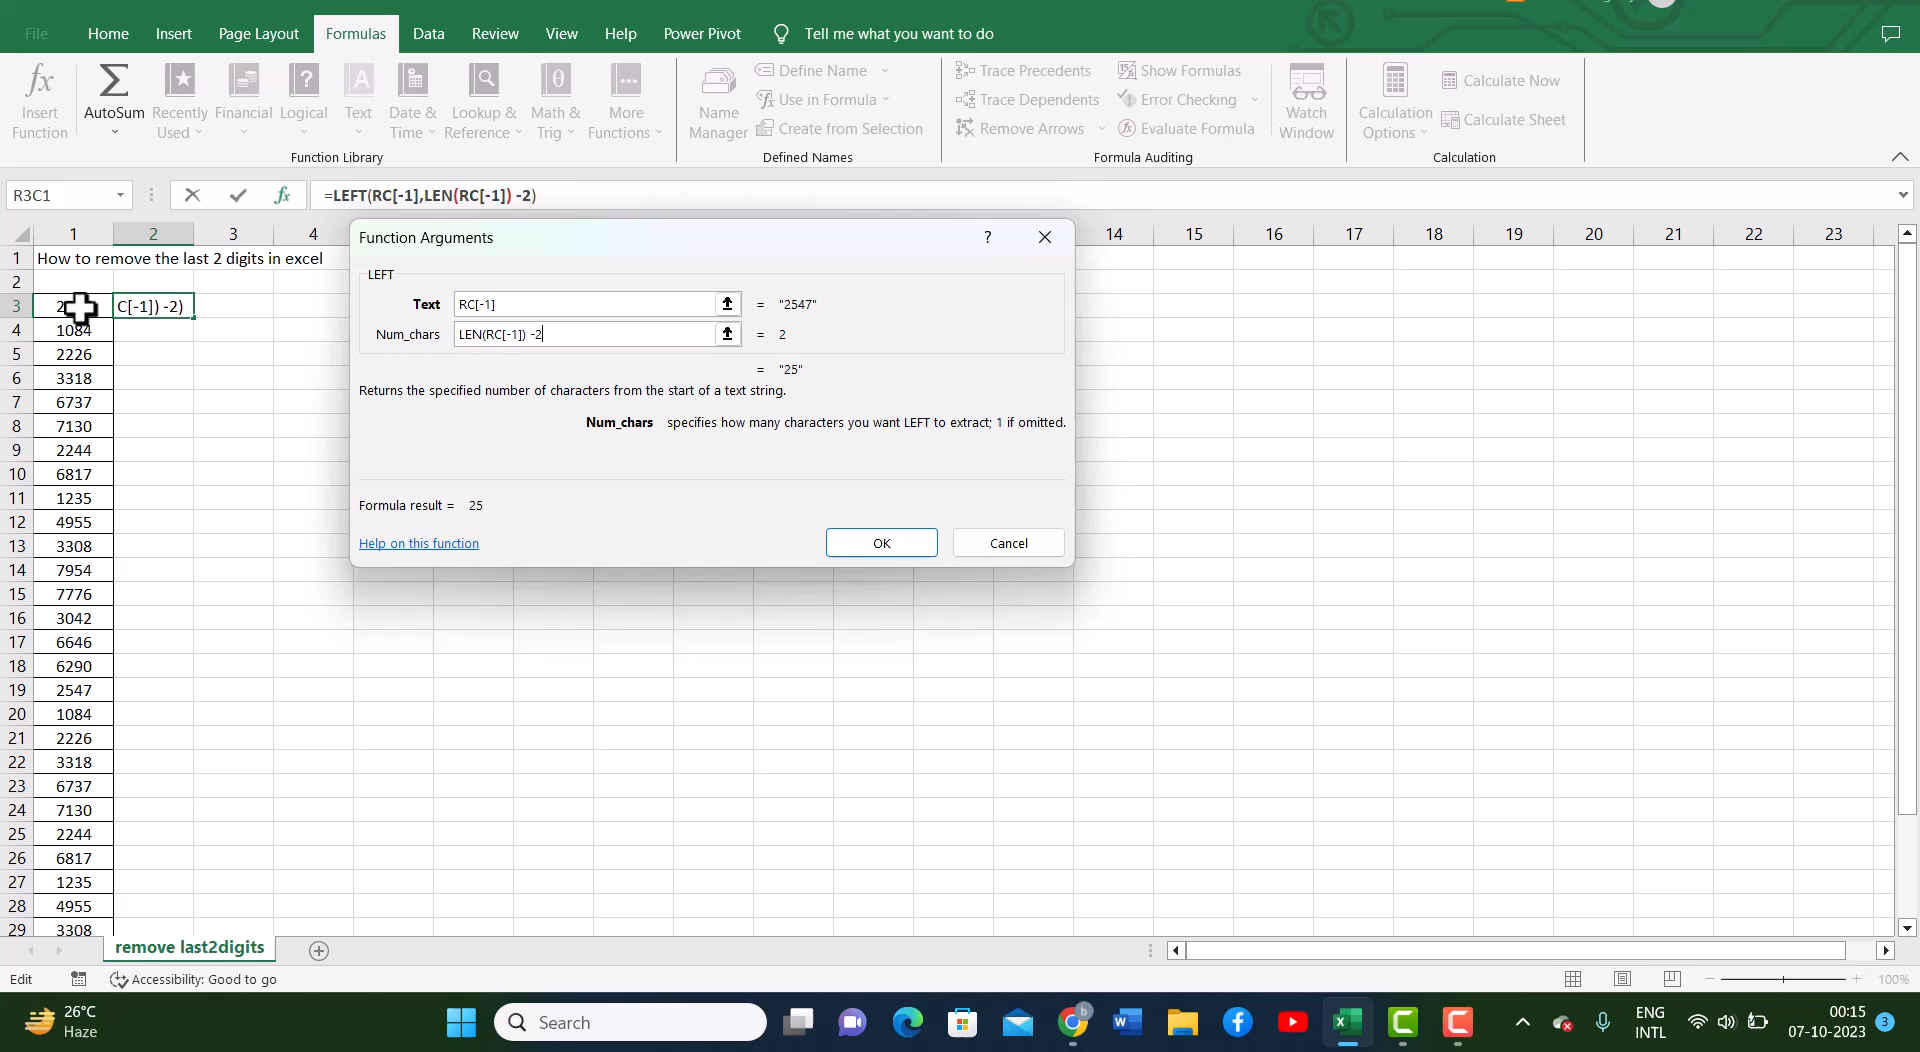 File Home Insert Page Layout Formulas Data Review View Help Power Pivot Tell me what you want to do
Insert Function
AutoSum
Recently Used
Financial
Logical
Text
Date & Time
Lookup & Reference
Math & Trig
More Functions
Function Library
Name Manager
Define Name
Use in Formula
Create from Selection
Defined Names
Trace Precedents
Trace Dependents
Remove Arrows
Show Formulas
Error Checking
Evaluate Formula
Watch Window
Formula Auditing
Calculation Options
Calculate Now
Calculate Sheet
Calculation
R3C1 fx =LEFT(RC[-1],LEN(RC[-1]) -2)
1 2 3 4 14 15 16 17 18 19 20 21 22 23
1 How to remove the last 2 digits in excel
2
3 C[-1]) -2)
4 1084
5 2226
6 3318
7 6737
8 7130
9 2244
10 6817
11 1235
12 4955
13 3308
14 7954
15 7776
16 3042
17 6646
18 6290
19 2547
20 1084
21 2226
22 3318
23 6737
24 7130
25 2244
26 6817
27 1235
28 4955
29 3308
Function Arguments ?
LEFT
Text RC[-1] = "2547"
Num_chars LEN(RC[-1]) -2 = 2
= "25"
Returns the specified number of characters from the start of a text string.
Num_chars specifies how many characters you want LEFT to extract; 1 if omitted.
Formula result = 25
Help on this function OK Cancel
remove last2digits
Edit Accessibility: Good to go 100%
26°C
Haze
Search
ENG
INTL
00:15
07-10-2023
3